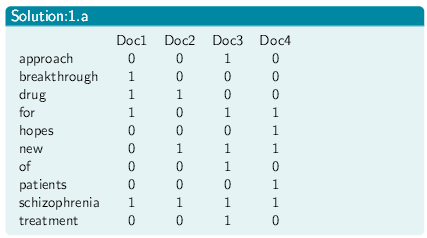 Solution:1.a
Doc1 Doc2 Doc3 Doc4
approach 0 0 1 0
breakthrough 1 0 0 0
drug 1 1 0 0
for 1 0 1 1
hopes 0 0 0 1
new 0 1 1 1
of 0 0 1 0
patients 0 0 0 1
schizophrenia 1 1 1 1
treatment 0 0 1 0